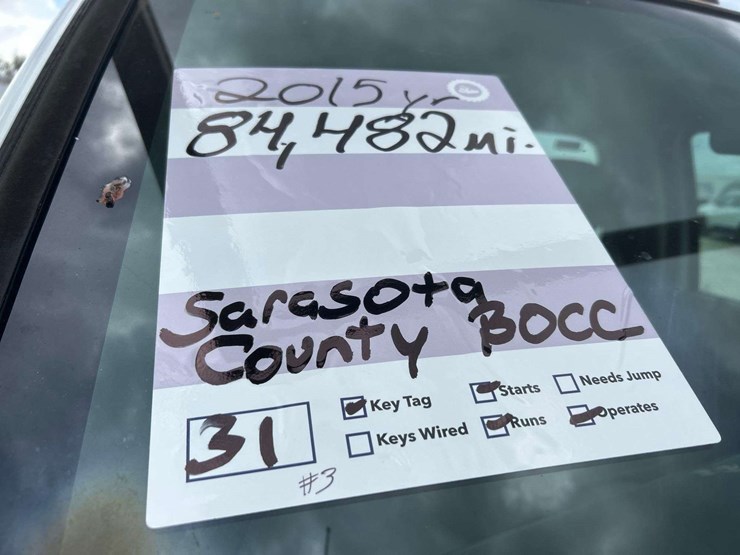 2015 yr
84,482 mi.
Sarasota
County BOCC
31
Key Tag
Starts
Needs Jump
Keys Wired
Runs
Operates
#3